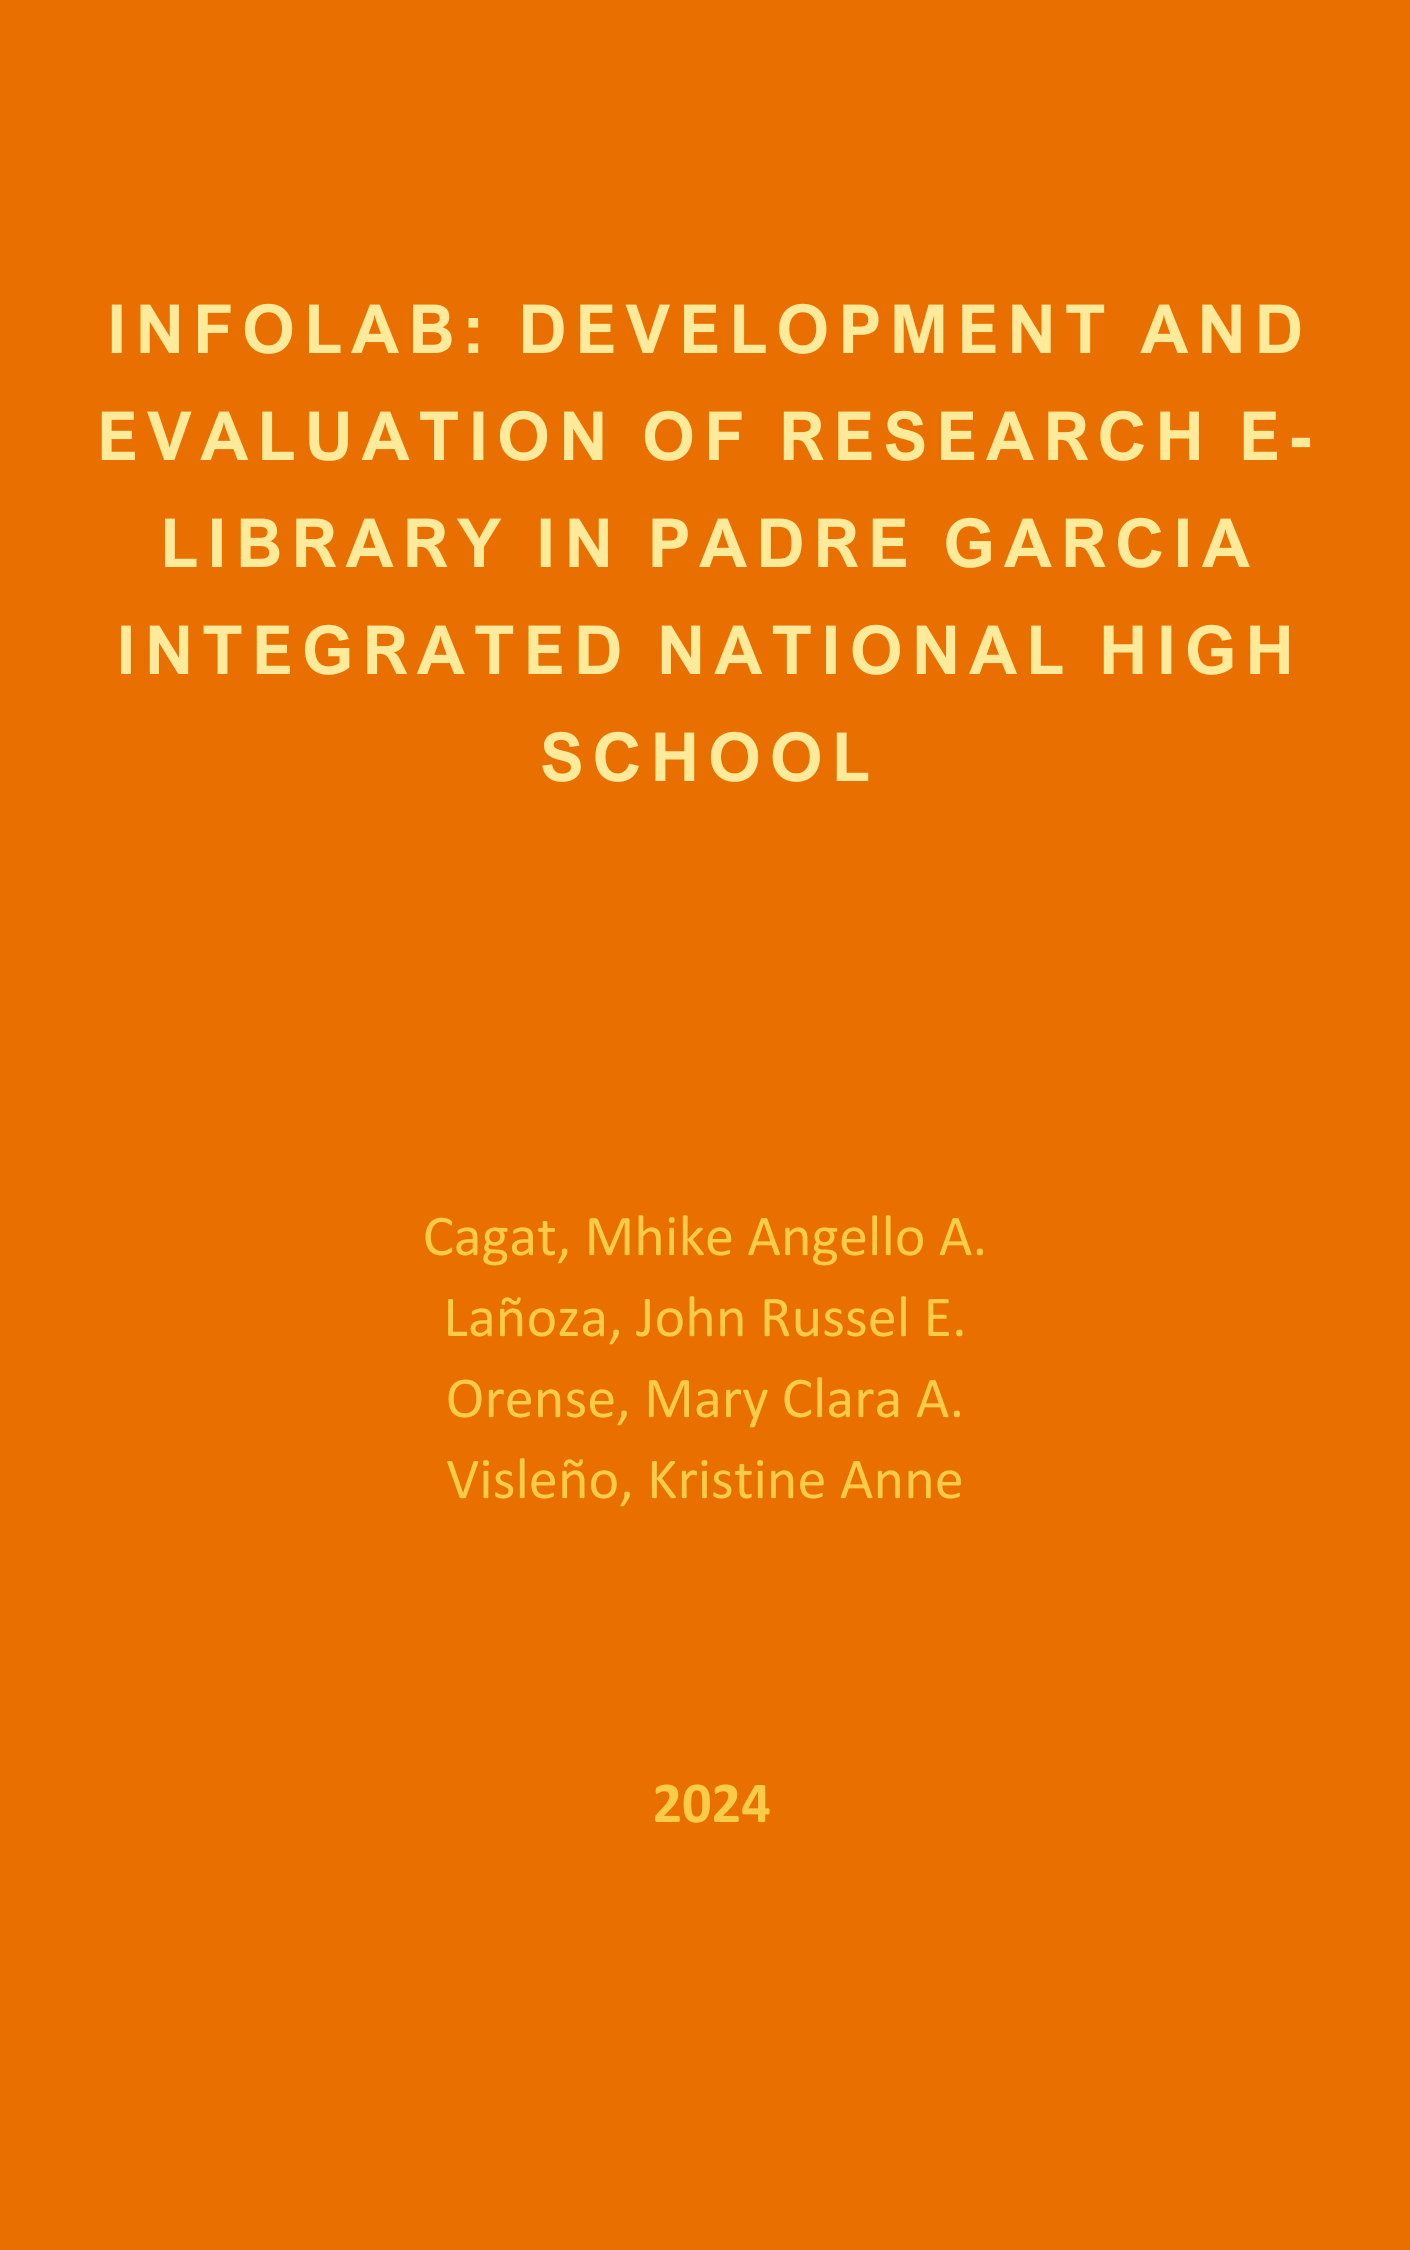 INFOLAB: DEVELOPMENT AND
EVALUATION OF RESEARCH E-
LIBRARY IN PADRE GARCIA
INTEGRATED NATIONAL HIGH
SCHOOL
Cagat, Mhike Angello A.
Lañoza, John Russel E.
Orense, Mary Clara A.
Visleño, Kristine Anne
2024